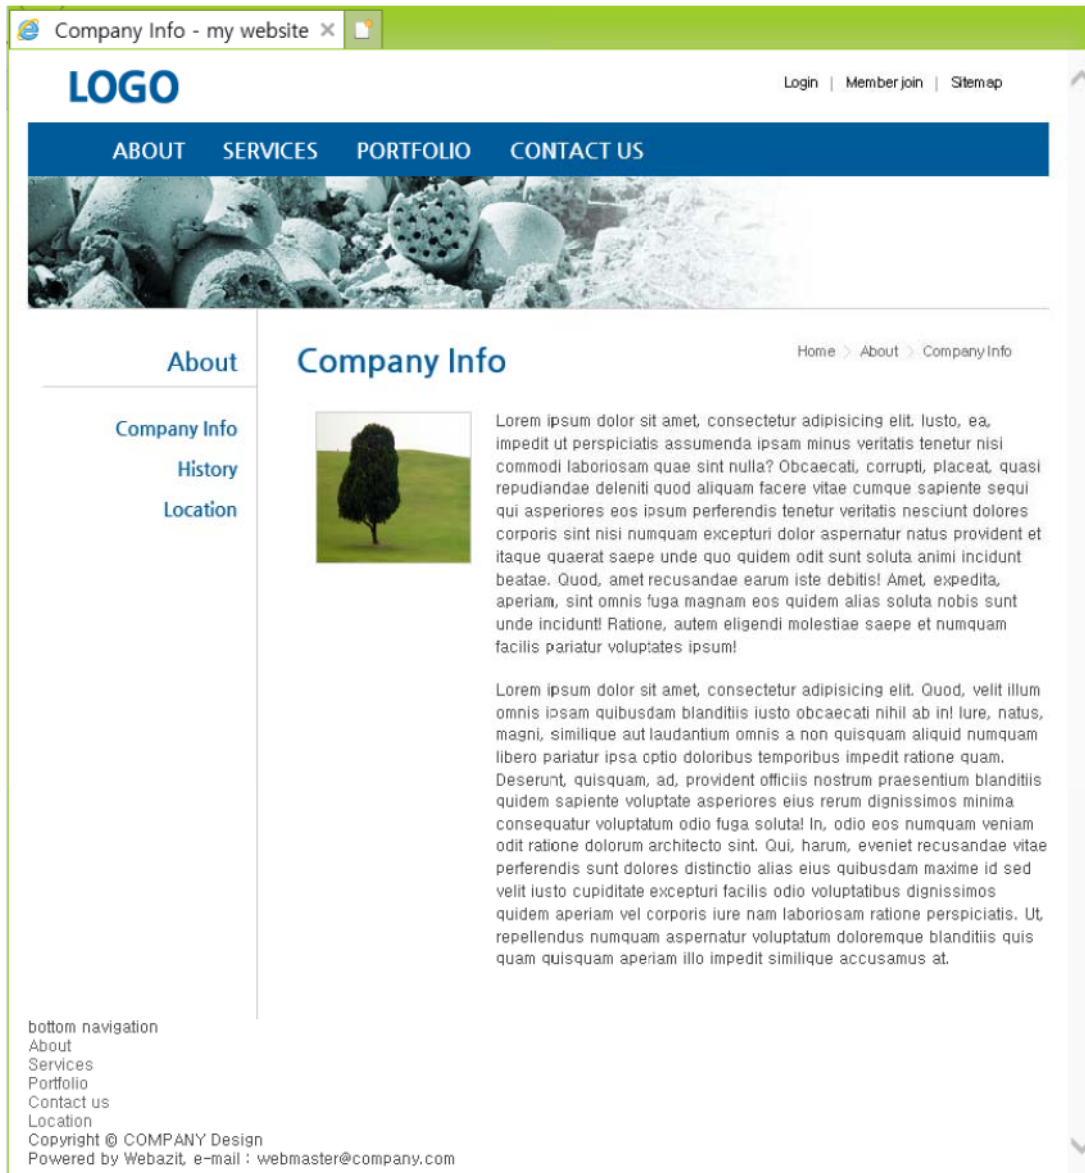 Company Info - my website
LOGO
Login | Member join | Sitemap
ABOUT SERVICES PORTFOLIO CONTACT US
About
Company Info
History
Location
Company Info
Home > About > Company Info
Lorem ipsum dolor sit amet, consectetur adipisicing elit. Iusto, ea,
impedit ut perspiciatis assumenda ipsam minus veritatis tenetur nisi
commodi laboriosam quae sint nulla? Obcaecati, corrupti, placeat, quasi
repudiandae deleniti quod aliquam facere vitae cumque sapiente sequi
qui asperiores eos ipsum perferendis tenetur veritatis nesciunt dolores
corporis sint nisi numquam excepturi dolor aspernatur natus provident et
itaque quaerat saepe unde quo quidem odit sunt soluta animi incidunt
beatae. Quod, amet recusandae earum iste debitis! Amet, expedita,
aperiam, sint omnis fuga magnam eos quidem alias soluta nobis sunt
unde incidunt! Ratione, autem eligendi molestiae saepe et numquam
facilis pariatur voluptates ipsum!
Lorem ipsum dolor sit amet, consectetur adipisicing elit. Quod, velit illum
omnis ipsam quibusdam blanditiis iusto obcaecati nihil ab in! Iure, natus,
magni, similique aut laudantium omnis a non quisquam aliquid numquam
libero pariatur ipsa optio doloribus temporibus impedit ratione quam.
Deserunt, quisquam, ad, provident officiis nostrum praesentium blanditiis
quidem sapiente voluptate asperiores eius rerum dignissimos minima
consequatur voluptatum odio fuga soluta! In, odio eos numquam veniam
odit ratione dolorum architecto sint. Qui, harum, eveniet recusandae vitae
perferendis sunt dolores distinctio alias eius quibusdam maxime id sed
velit iusto cupiditate excepturi facilis odio voluptatibus dignissimos
quidem aperiam vel corporis iure nam laboriosam ratione perspiciatis. Ut,
repellendus numquam aspernatur voluptatum doloremque blanditiis quis
quam quisquam aperiam illo impedit similique accusamus at.
bottom navigation
About
Services
Portfolio
Contact us
Location
Copyright © COMPANY Design
Powered by Webazit, e-mail : webmaster@company.com